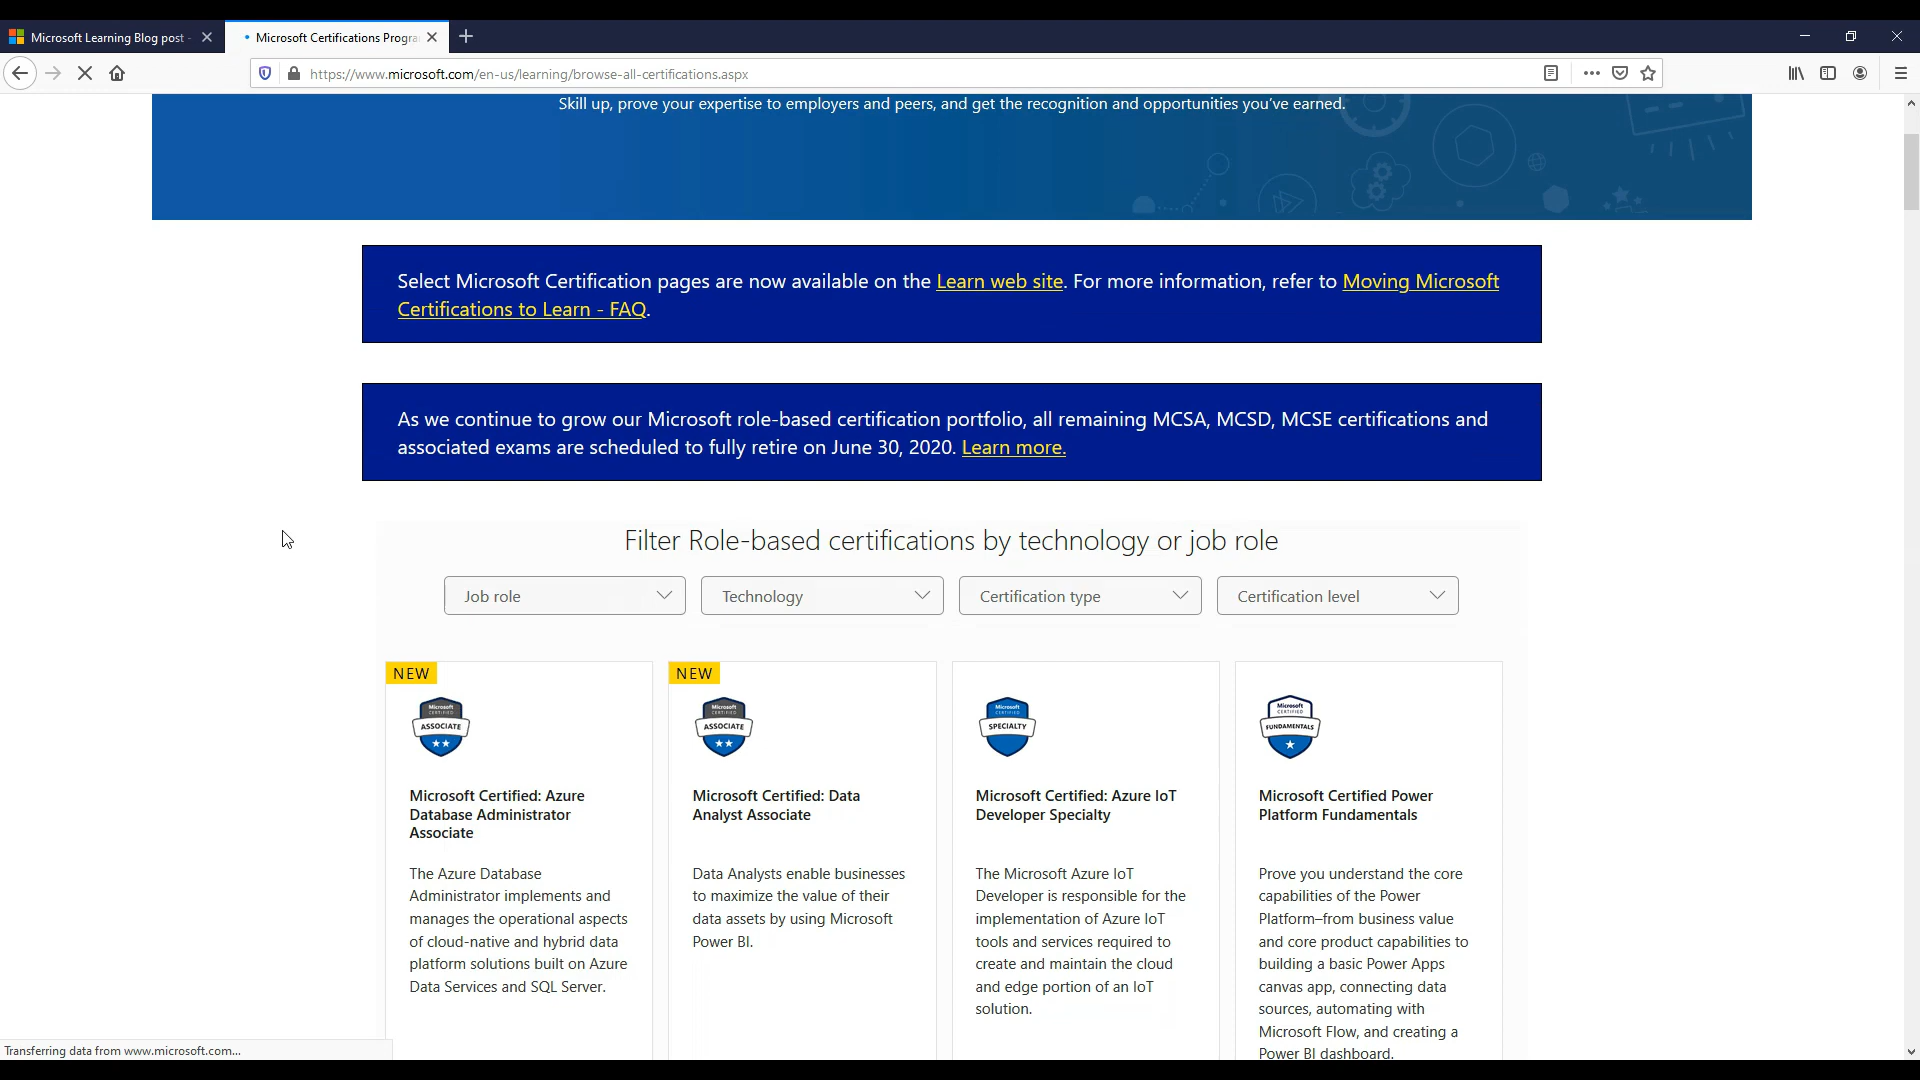 Microsoft Learning Blog post -
Microsoft Certifications Progra
https://www.microsoft.com/en-us/learning/browse-all-certifications.aspx
Skill up, prove your expertise to employers and peers, and get the recognition and opportunities you've earned.
Select Microsoft Certification pages are now available on the Learn web site. For more information, refer to Moving Microsoft
Certifications to Learn - FAQ.
As we continue to grow our Microsoft role-based certification portfolio, all remaining MCSA, MCSD, MCSE certifications and
associated exams are scheduled to fully retire on June 30, 2020. Learn more.
Filter Role-based certifications by technology or job role
Job role
Technology
Certification type
Certification level
NEW
Microsoft
CERTIFIED
ASSOCIATE
Microsoft Certified: Azure
Database Administrator
Associate
The Azure Database
Administrator implements and
manages the operational aspects
of cloud-native and hybrid data
platform solutions built on Azure
Data Services and SQL Server.
NEW
Microsoft
CERTIFIED
ASSOCIATE
Microsoft Certified: Data
Analyst Associate
Data Analysts enable businesses
to maximize the value of their
data assets by using Microsoft
Power BI.
Microsoft
CERTIFIED
SPECIALTY
Microsoft Certified: Azure IoT
Developer Specialty
The Microsoft Azure IoT
Developer is responsible for the
implementation of Azure IoT
tools and services required to
create and maintain the cloud
and edge portion of an IoT
solution.
Microsoft
CERTIFIED
FUNDAMENTALS
Microsoft Certified Power
Platform Fundamentals
Prove you understand the core
capabilities of the Power
Platform–from business value
and core product capabilities to
building a basic Power Apps
canvas app, connecting data
sources, automating with
Microsoft Flow, and creating a
Power BI dashboard.
Transferring data from www.microsoft.com...